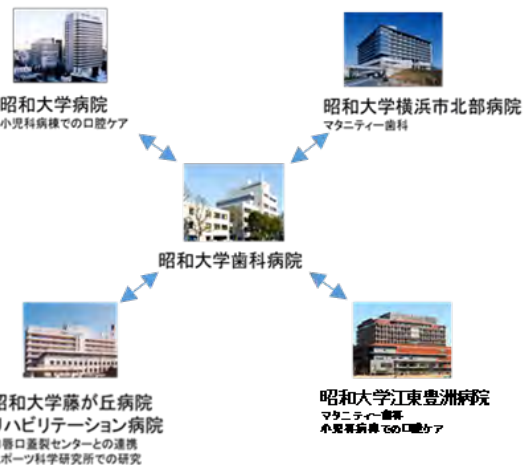 昭和大学病院
小児科病棟での口腔ケア
昭和大学横浜市北部病院
マタニティー歯科
昭和大学歯科病院
昭和大学藤が丘病院
リハビリテーション病院
唇口蓋裂センターとの連携
ポーツ科学研究所での研究
昭和大学江東豊洲病院
マタニティー歯科
小児科病棟での口腔ケア